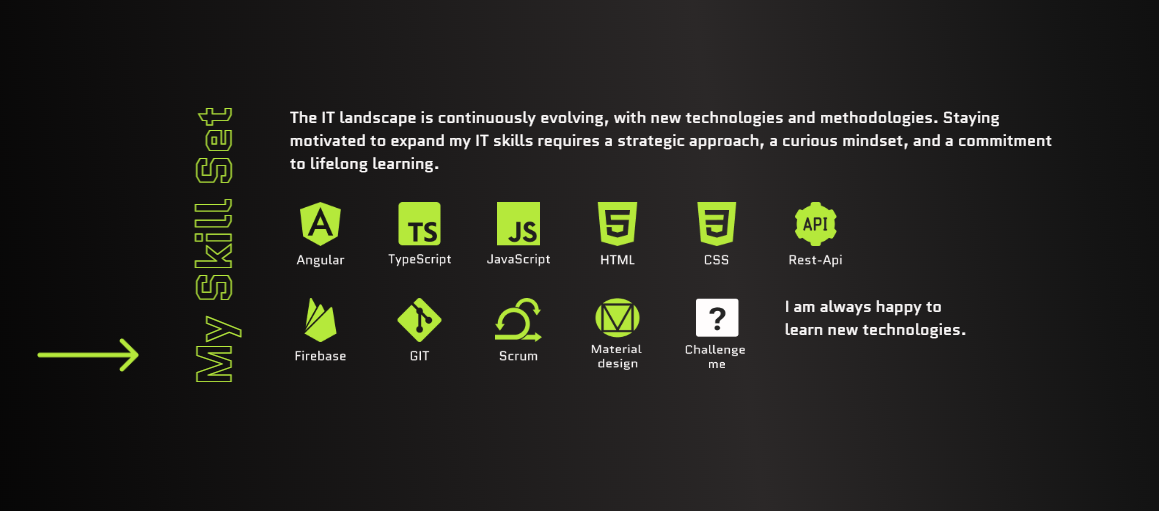 My Skill Set
The IT landscape is continuously evolving, with new technologies and methodologies. Staying
motivated to expand my IT skills requires a strategic approach, a curious mindset, and a commitment
to lifelong learning.
A
TS
JS
5
3
API
Angular
TypeScript
JavaScript
HTML
CSS
Rest-Api
?
I am always happy to
learn new technologies.
Firebase
GIT
Scrum
Material
design
Challenge
me